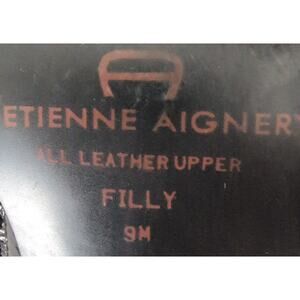 ETIENNE AIGNER
ALL LEATHER UPPER
FILLY
9M